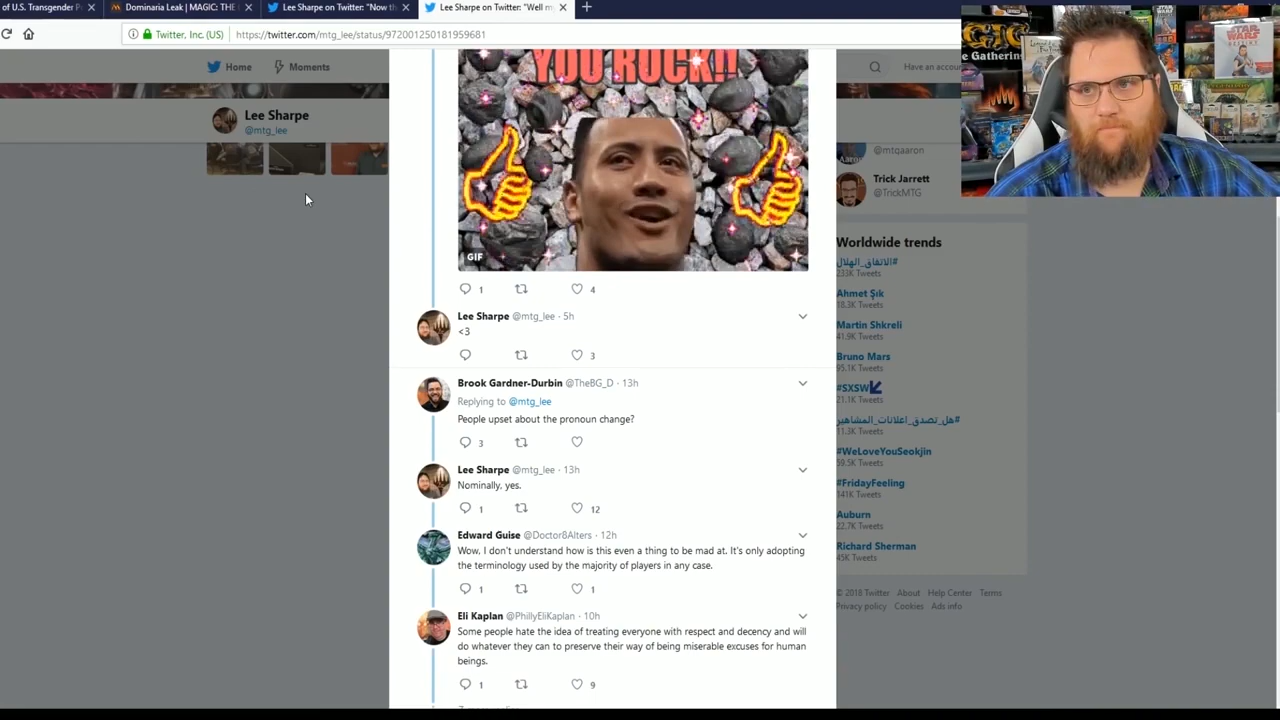 of U.S. Transgender P
Dominaria Leak | MAGIC: THE
Lee Sharpe on Twitter: "Now th
Lee Sharpe on Twitter: "Well m
Twitter, Inc. (US)
https://twitter.com/mtg_lee/status/972001250181959681
Home
Moments
Have an accou
Lee Sharpe
@mtg_lee
YOU ROCK!!
GIF
1
4
Lee Sharpe @mtg_lee · 5h
<3
3
Brook Gardner-Durbin @TheBG_D · 13h
Replying to @mtg_lee
People upset about the pronoun change?
3
Lee Sharpe @mtg_lee · 13h
Nominally, yes.
1
12
Edward Guise @Doctor8Alters · 12h
Wow, I don't understand how is this even a thing to be mad at. It's only adopting
the terminology used by the majority of players in any case.
1
1
Eli Kaplan @PhillyEliKaplan · 10h
Some people hate the idea of treating everyone with respect and decency and will
do whatever they can to preserve their way of being miserable excuses for human
beings.
1
9
@mtgaaron
Trick Jarrett
@TrickMTG
Worldwide trends
#الاتفاق_الهلال
233K Tweets
Ahmet Şık
18.3K Tweets
Martin Shkreli
41.9K Tweets
Bruno Mars
95.1K Tweets
#SXSW
21.1K Tweets
#هل_تصدق_اعلانات_المشاهير
11.3K Tweets
#WeLoveYouSeokjin
59.5K Tweets
#FridayFeeling
141K Tweets
Auburn
22.7K Tweets
Richard Sherman
45K Tweets
© 2018 Twitter About Help Center Terms
Privacy policy Cookies Ads info
e Gatherin
STAR
WARS